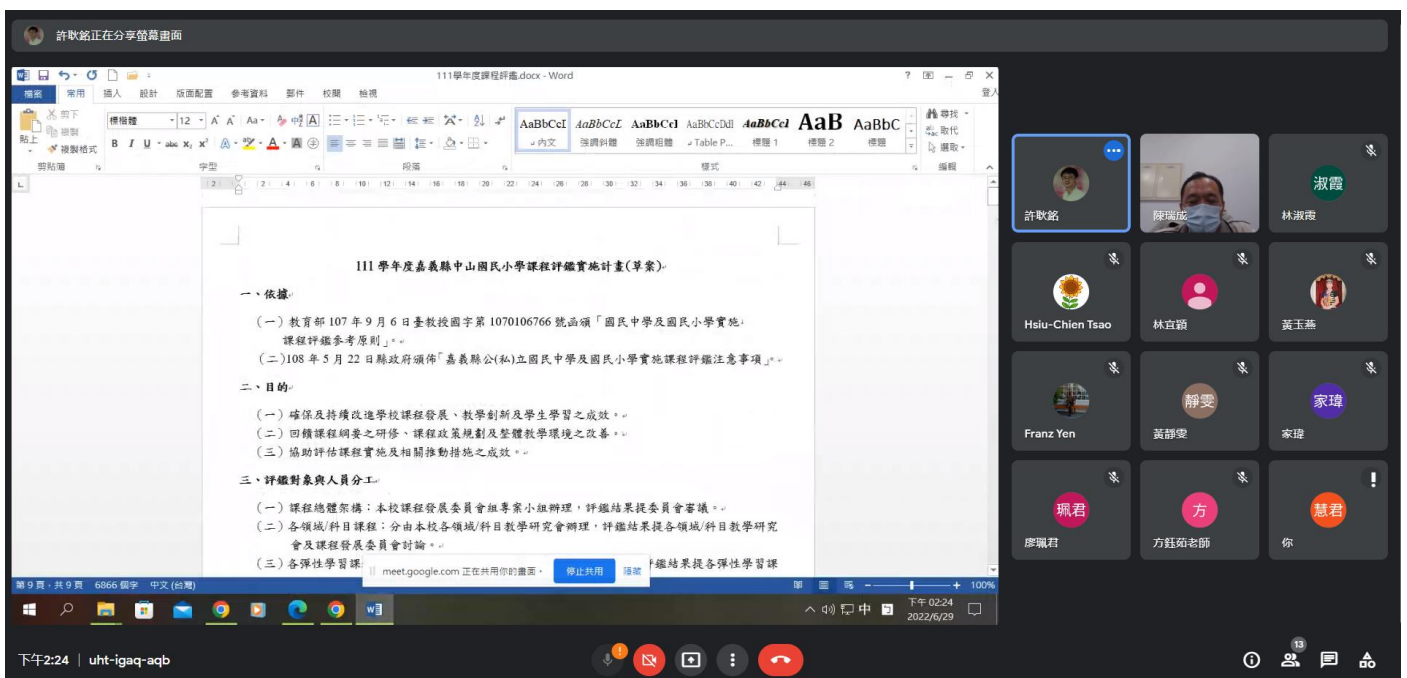 許耿銘正在分享螢幕畫面
111學年度課程評鑑.docx - Word
登入
檔案 常用 插入 設計 版面配置 參考資料 郵件 校閱 檢視
剪下
複製
複製格式
貼上
標楷體 12
AaBbCcI AaBbCcL AaBbCcI AaBbCcDdI AaBbCcI AaB AaBbC
內文 強調斜體 強調粗體 Table P... 標題 1 標題 2 標題
尋找
取代
選取
剪貼簿 字型 段落 樣式 編輯
111 學年度嘉義縣中山國民小學課程評鑑實施計畫(草案)
一、依據
(一) 教育部 107 年 9 月 6 日臺教授國字第 1070106766 號函頒「國民中學及國民小學實施
課程評鑑參考原則」。
(二)108 年 5 月 22 日縣政府頒佈「嘉義縣公(私)立國民中學及國民小學實施課程評鑑注意事項」。
二、目的
(一) 確保及持續改進學校課程發展、教學創新及學生學習之成效。
(二) 回饋課程綱要之研修、課程政策規劃及整體教學環境之改善。
(三) 協助評估課程實施及相關推動措施之成效。
三、評鑑對象與人員分工
(一) 課程總體架構：本校課程發展委員會組專案小組辦理，評鑑結果提委員會審議。
(二) 各領域/科目課程：分由本校各領域/科目教學研究會辦理，評鑑結果提各領域/科目教學研究
會及課程發展委員會討論。
(三) 各彈性學習課 評鑑結果提各彈性學習課
meet.google.com 正在共用你的畫面。 停止共用 隱藏
第 9 頁，共 9 頁 6866 個字 中文 (台灣) 100%
中 下午 02:24
2022/6/29
許耿銘
陳瑞成
淑霞
林淑霞
Hsiu-Chien Tsao
林宜穎
黃玉燕
Franz Yen
靜雯
黃靜雯
家瑋
家瑋
珮君
廖珮君
方
方鈺茹老師
慧君
你
下午2:24 | uht-igaq-aqb
13